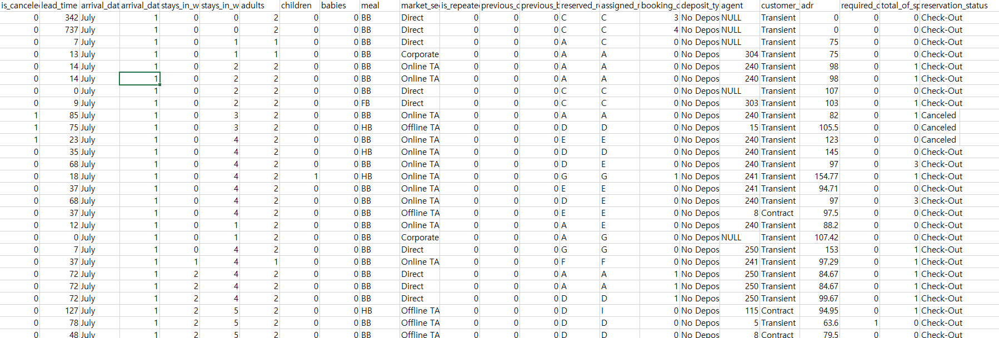 is_cancele lead_time arrival_dat arrival_dat stays_in_w stays_in_w adults children babies meal market_se is_repeate previous_c previous_b reserved_r assigned_r booking_c deposit_ty agent customer_ adr required_c total_of_sp reservation_status
0 342 July 1 0 0 2 0 0 BB Direct 0 0 0 C C 3 No Depos NULL Transient 0 0 0 Check-Out
0 737 July 1 0 0 2 0 0 BB Direct 0 0 0 C C 4 No Depos NULL Transient 0 0 0 Check-Out
0 7 July 1 0 1 1 0 0 BB Direct 0 0 0 A C 0 No Depos NULL Transient 75 0 0 Check-Out
0 13 July 1 0 1 1 0 0 BB Corporate 0 0 0 A A 0 No Depos 304 Transient 75 0 0 Check-Out
0 14 July 1 0 2 2 0 0 BB Online TA 0 0 0 A A 0 No Depos 240 Transient 98 0 1 Check-Out
0 14 July 1 0 2 2 0 0 BB Online TA 0 0 0 A A 0 No Depos 240 Transient 98 0 1 Check-Out
0 0 July 1 0 2 2 0 0 BB Direct 0 0 0 C C 0 No Depos NULL Transient 107 0 0 Check-Out
0 9 July 1 0 2 2 0 0 FB Direct 0 0 0 C C 0 No Depos 303 Transient 103 0 1 Check-Out
1 85 July 1 0 3 2 0 0 BB Online TA 0 0 0 A A 0 No Depos 240 Transient 82 0 1 Canceled
1 75 July 1 0 3 2 0 0 HB Offline TA 0 0 0 D D 0 No Depos 15 Transient 105.5 0 0 Canceled
1 23 July 1 0 4 2 0 0 BB Online TA 0 0 0 E E 0 No Depos 240 Transient 123 0 0 Canceled
0 35 July 1 0 4 2 0 0 HB Online TA 0 0 0 D D 0 No Depos 240 Transient 145 0 0 Check-Out
0 68 July 1 0 4 2 0 0 BB Online TA 0 0 0 D E 0 No Depos 240 Transient 97 0 3 Check-Out
0 18 July 1 0 4 2 1 0 HB Online TA 0 0 0 G G 1 No Depos 241 Transient 154.77 0 1 Check-Out
0 37 July 1 0 4 2 0 0 BB Online TA 0 0 0 E E 0 No Depos 241 Transient 94.71 0 0 Check-Out
0 68 July 1 0 4 2 0 0 BB Online TA 0 0 0 D E 0 No Depos 240 Transient 97 0 3 Check-Out
0 37 July 1 0 4 2 0 0 BB Offline TA 0 0 0 E E 0 No Depos 8 Contract 97.5 0 0 Check-Out
0 12 July 1 0 1 2 0 0 BB Online TA 0 0 0 A E 0 No Depos 240 Transient 88.2 0 0 Check-Out
0 0 July 1 0 1 2 0 0 BB Corporate 0 0 0 A G 0 No Depos NULL Transient 107.42 0 0 Check-Out
0 7 July 1 0 4 2 0 0 BB Direct 0 0 0 G G 0 No Depos 250 Transient 153 0 1 Check-Out
0 37 July 1 1 4 1 0 0 BB Online TA 0 0 0 F F 0 No Depos 241 Transient 97.29 0 1 Check-Out
0 72 July 1 2 4 2 0 0 BB Direct 0 0 0 A A 1 No Depos 250 Transient 84.67 0 1 Check-Out
0 72 July 1 2 4 2 0 0 BB Direct 0 0 0 A A 1 No Depos 250 Transient 84.67 0 1 Check-Out
0 72 July 1 2 4 2 0 0 BB Direct 0 0 0 D D 1 No Depos 250 Transient 99.67 0 1 Check-Out
0 127 July 1 2 5 2 0 0 HB Offline TA 0 0 0 D I 0 No Depos 115 Contract 94.95 0 1 Check-Out
0 78 July 1 2 5 2 0 0 BB Offline TA 0 0 0 D D 0 No Depos 5 Transient 63.6 1 0 Check-Out
0 48 July 1 2 5 2 0 0 BB Offline TA 0 0 0 D D 0 No Depos 8 Contract 79.5 0 0 Check-Out